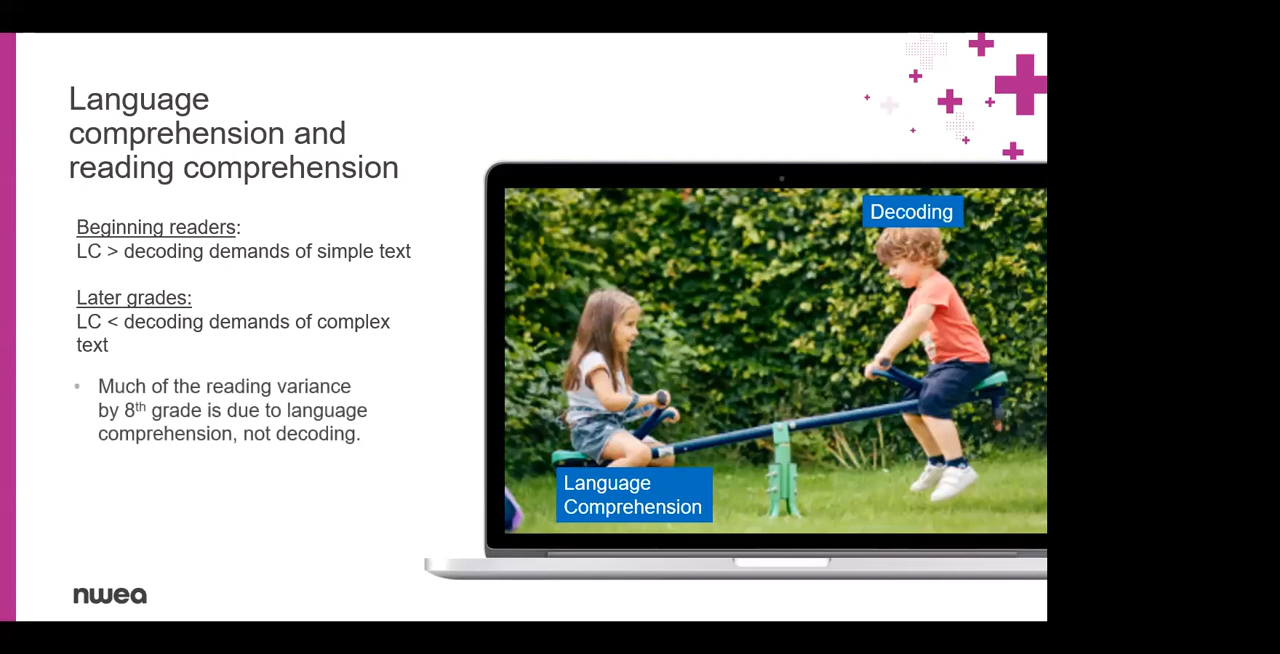 Language
comprehension and
reading comprehension
Beginning readers:
LC > decoding demands of simple text
Later grades:
LC < decoding demands of complex
text
• Much of the reading variance
by 8th grade is due to language
comprehension, not decoding.
Decoding
Language
Comprehension
nwea